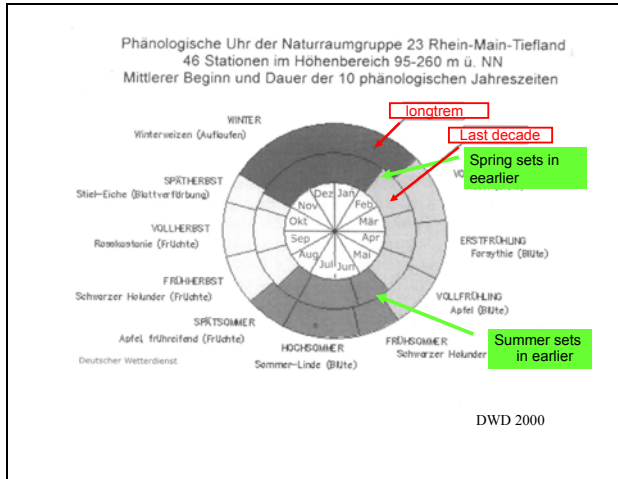 Phänologische Uhr der Naturraumgruppe 23 Rhein-Main-Tiefland
46 Stationen im Höhenbereich 95-260 m ü. NN
Mittlerer Beginn und Dauer der 10 phänologischen Jahreszeiten
longtrem
Last decade
Spring sets in
eearlier
WINTER
Winterweizen (Auflaufen)
SPÄTHERBST
Stiel-Eiche (Blattverfärbung)
VOLLHERBST
Rosskastanie (Früchte)
FRÜHHERBST
Schwarzer Holunder (Früchte)
SPÄTSOMMER
Apfel, frühreifend (Früchte)
HOCHSOMMER
Sommer-Linde (Blüte)
FRÜHSOMMER
Schwarzer Holunder
VOLLFRÜHLING
Apfel (Blüte)
ERSTFRÜHLING
Forsythie (Blüte)
Dez
Jan
Feb
Mär
Apr
Mai
Jun
Jul
Aug
Sep
Okt
Nov
Summer sets
in earlier
Deutscher Wetterdienst
DWD 2000